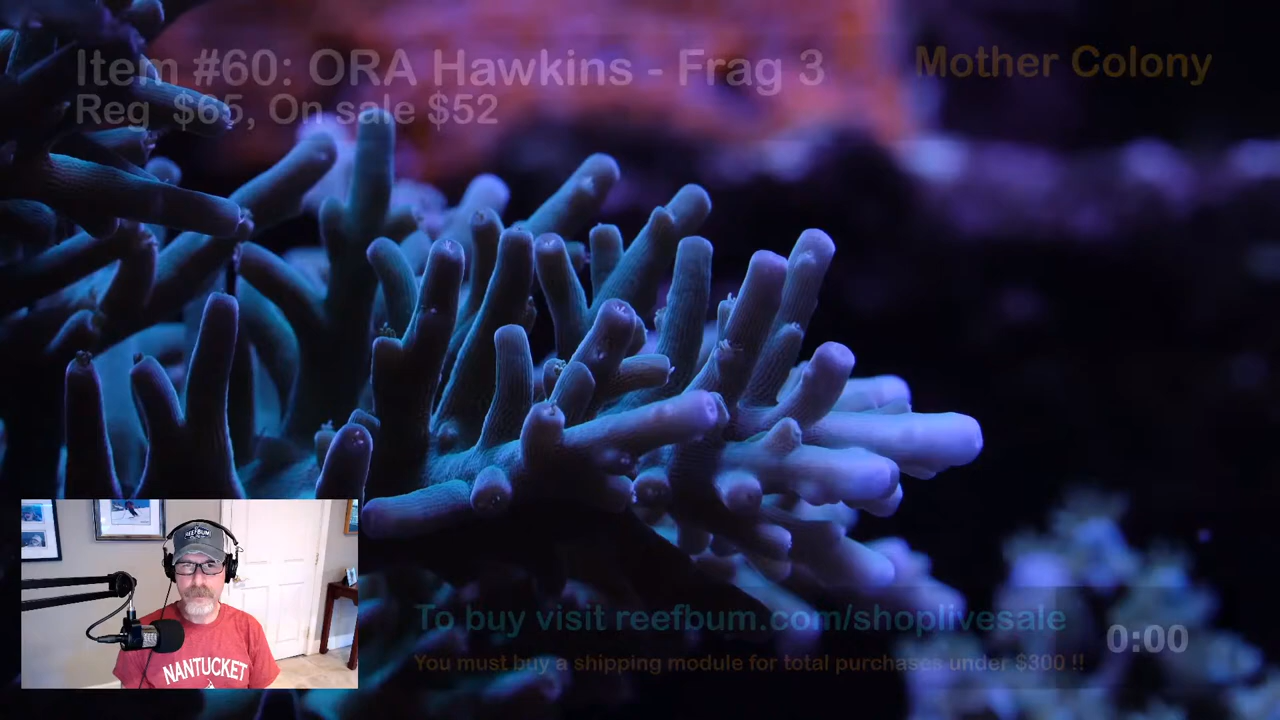 Item #60: ORA Hawkins - Frag 3
Mother Colony
Reg $65, On sale $52
REEFBUM
NANTUCKET
To buy visit reefbum.com/shoplivesale
0:00
You must buy a shipping module for total purchases under $300 !!